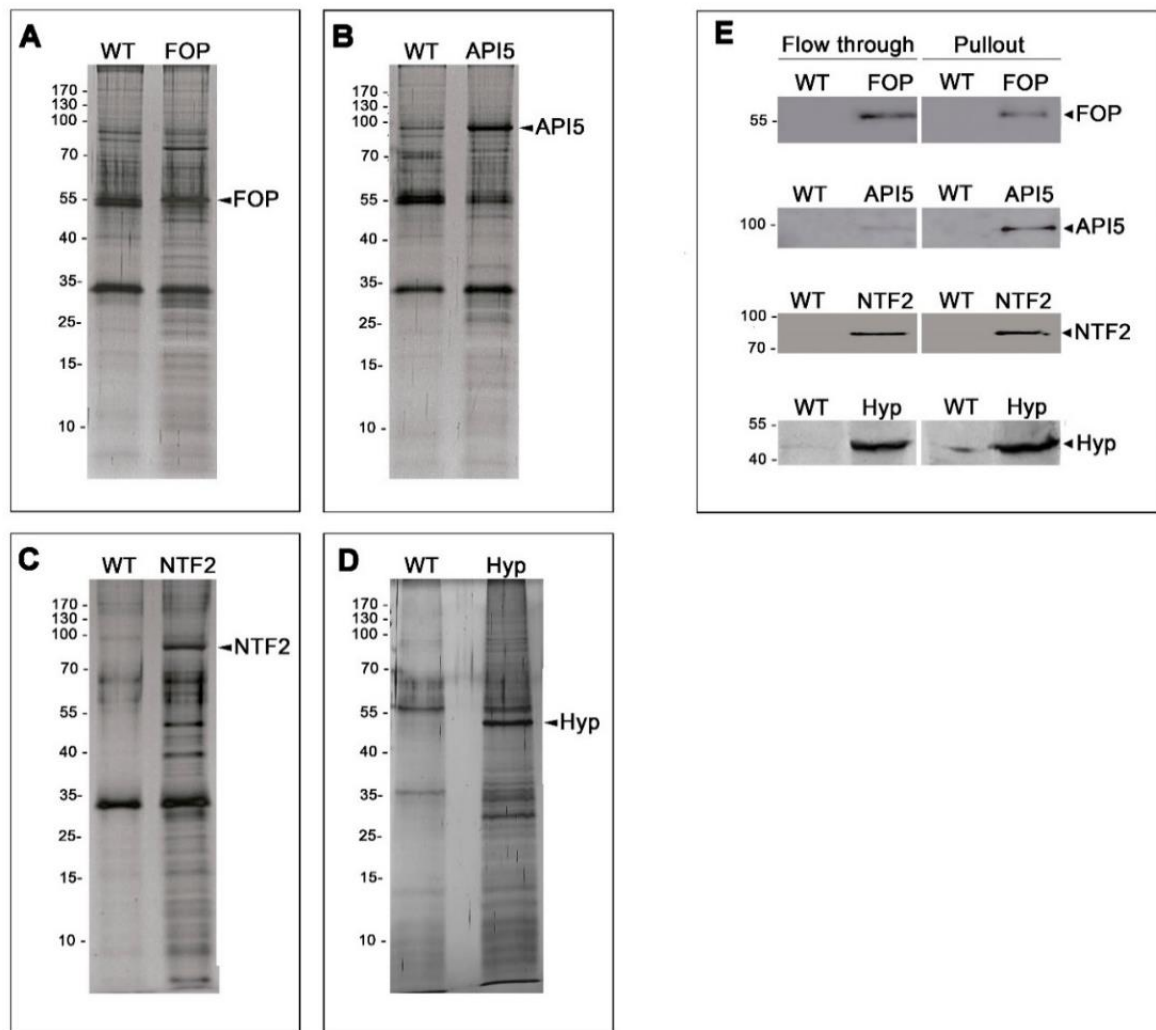 A
WT FOP
170 -
130 -
100 -
70 -
55 -
40 -
35-
25-
15-
10 -
FOP
B
WT API5
170 -
130 -
100 -
70 -
55 -
40 -
35-
25-
15-
10 -
API5
C
WT NTF2
170 -
130 -
100 -
70 -
55 -
40 -
35-
25-
15-
10 -
NTF2
D
WT Hyp
170 -
130 -
100 -
70 -
55 -
40 -
35-
25-
15-
10 -
Hyp
E
Flow through Pullout
WT FOP WT FOP
55 -
FOP
WT API5 WT API5
100 -
API5
WT NTF2 WT NTF2
100 -
70 -
NTF2
WT Hyp WT Hyp
55 -
40 -
Hyp